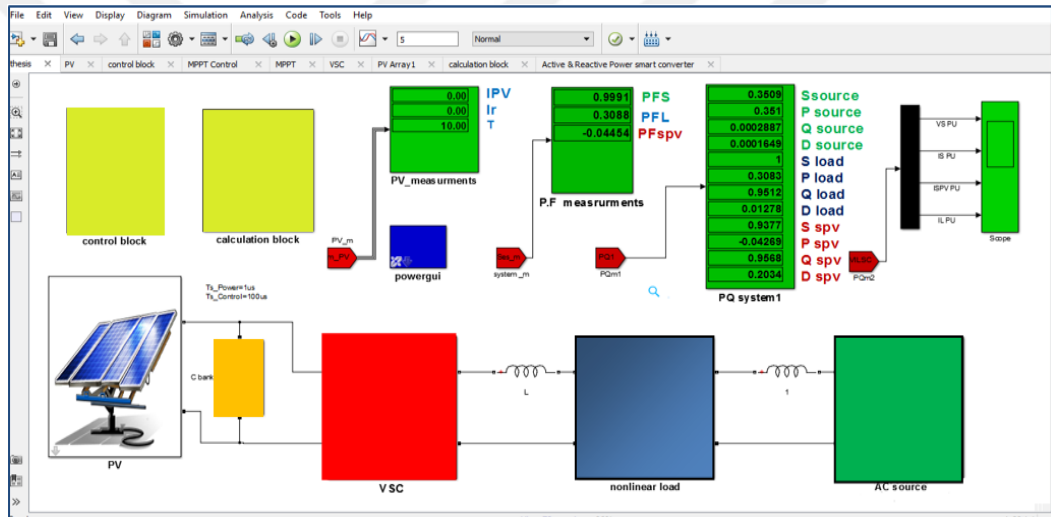 File Edit View Display Diagram Simulation Analysis Code Tools Help
5 Normal
thesis PV control block MPPT Control MPPT VSC PV Array1 calculation block Active & Reactive Power smart converter
control block
calculation block
0.00 IPV
0.00 Ir
10.00 T
PV_measurments
PV_m
powergui
0.9991 PFS
0.3088 PFL
-0.04454 PFspv
P.F measrurments
system _m
PQ1
PQm1
0.3509 Ssource
0.351 P source
0.0002887 Q source
0.0001649 D source
1 S load
0.3083 P load
0.9512 Q load
0.01278 D load
0.9377 S spv
-0.04269 P spv
0.9568 Q spv
0.2034 D spv
PQ system1
PQm2
VS PU
IS PU
ISPV PU
IL PU
Scope
Ts_Power=1us
Ts_Control=100us
PV
C bank
VSC
L
nonlinear load
1
AC source